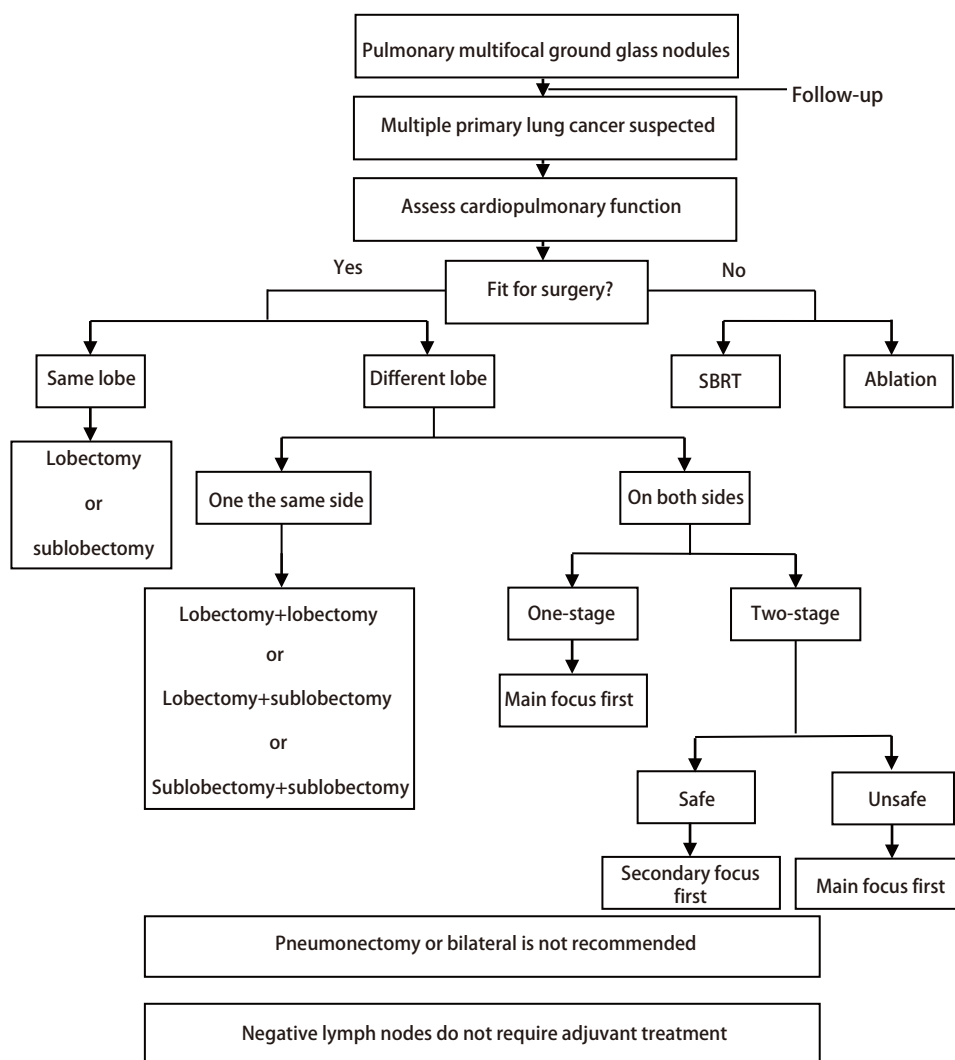 Pulmonary multifocal ground glass nodules
Follow-up
Multiple primary lung cancer suspected
Assess cardiopulmonary function
Yes
No
Fit for surgery?
Same lobe
Different lobe
SBRT
Ablation
Lobectomy
or
sublobectomy
One the same side
On both sides
Lobectomy+lobectomy
or
Lobectomy+sublobectomy
or
Sublobectomy+sublobectomy
One-stage
Two-stage
Main focus first
Safe
Unsafe
Secondary focus
first
Main focus first
Pneumonectomy or bilateral is not recommended
Negative lymph nodes do not require adjuvant treatment